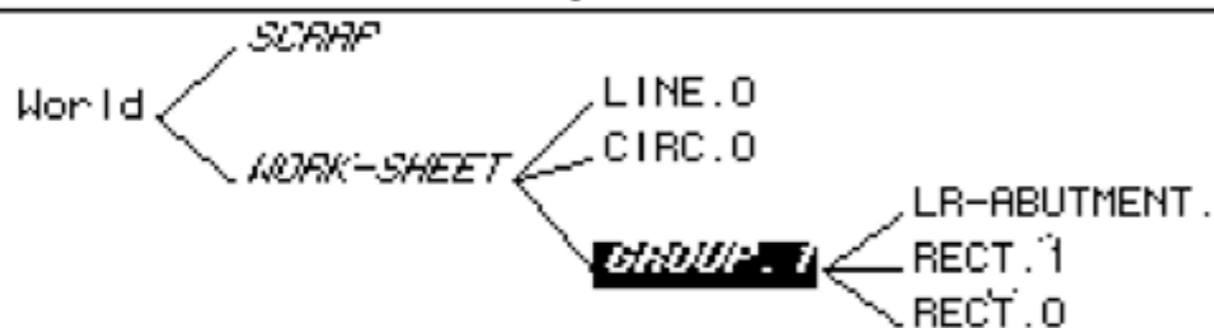 SCRAP
World
LINE.0
CIRC.0
WORK-SHEET
LR-ABUTMENT.
GROUP.1
RECT.1
RECT.0